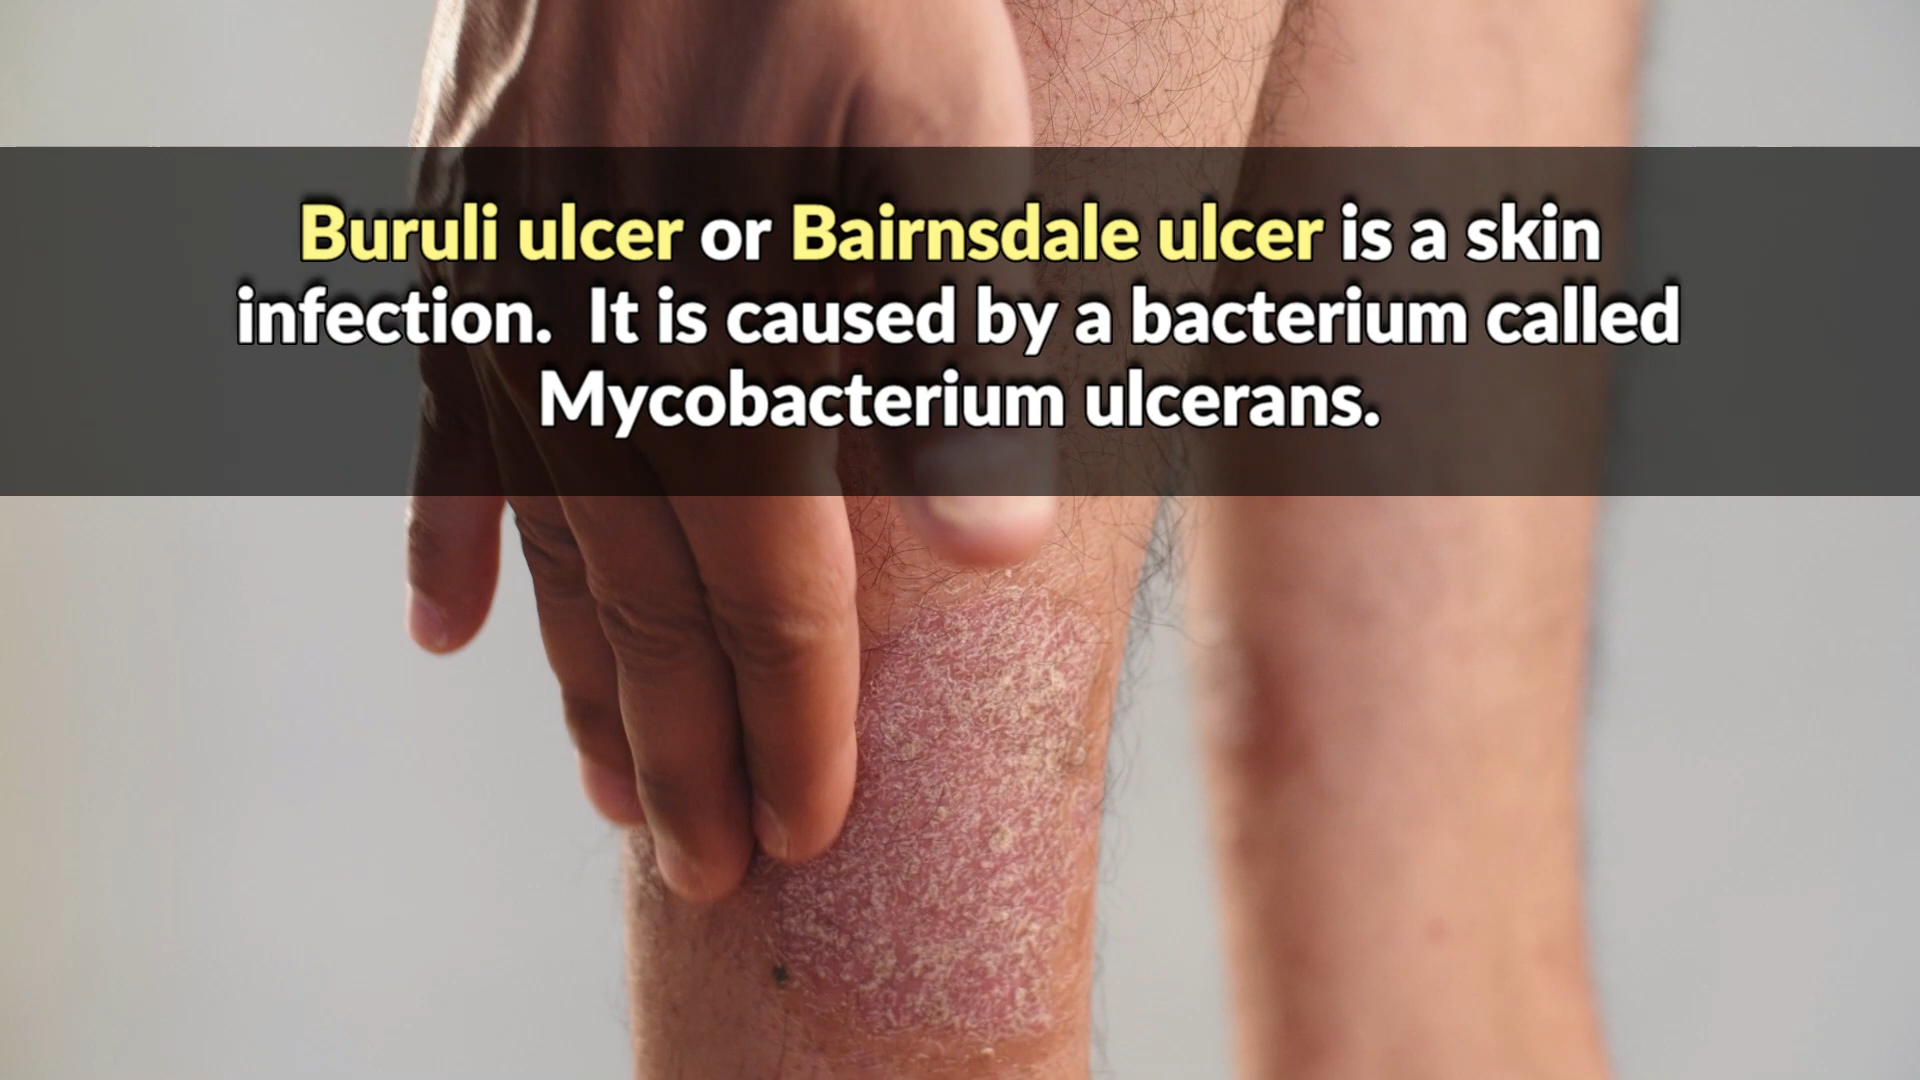 Buruli ulcer or Bairnsdale ulcer is a skin
infection.  It is caused by a bacterium called
Mycobacterium ulcerans.